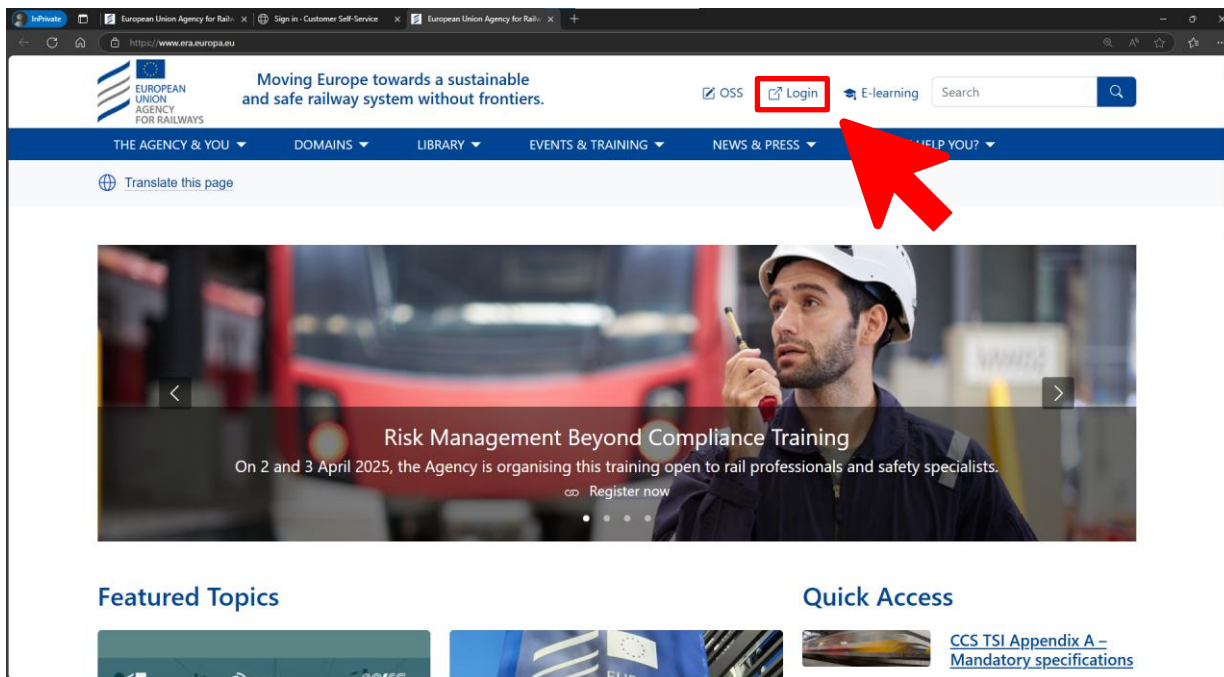 InPrivate
European Union Agency for Railw
Sign in - Customer Self-Service
European Union Agency for Railw
https://www.era.europa.eu
EUROPEAN
UNION
AGENCY
FOR RAILWAYS
Moving Europe towards a sustainable
and safe railway system without frontiers.
OSS
Login
E-learning
Search
THE AGENCY & YOU
DOMAINS
LIBRARY
EVENTS & TRAINING
NEWS & PRESS
HELP YOU?
Translate this page
Risk Management Beyond Compliance Training
On 2 and 3 April 2025, the Agency is organising this training open to rail professionals and safety specialists.
Register now
Featured Topics
Quick Access
CCS TSI Appendix A –
Mandatory specifications